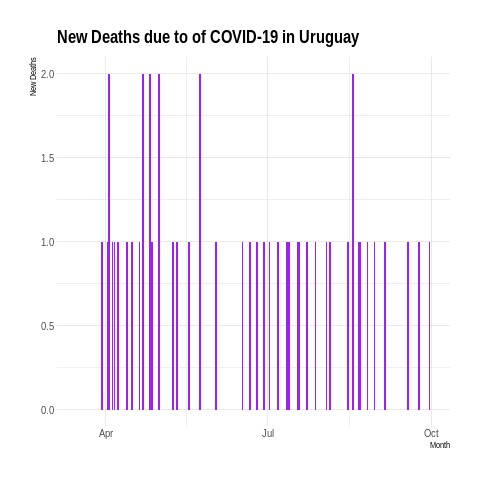 New Deaths due to of COVID-19 in Uruguay
New Deaths
2.0
1.5
1.0
0.5
0.0
Apr
Jul
Oct
Month